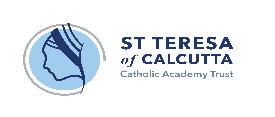 ST TERESA
of CALCUTTA
Catholic Academy Trust